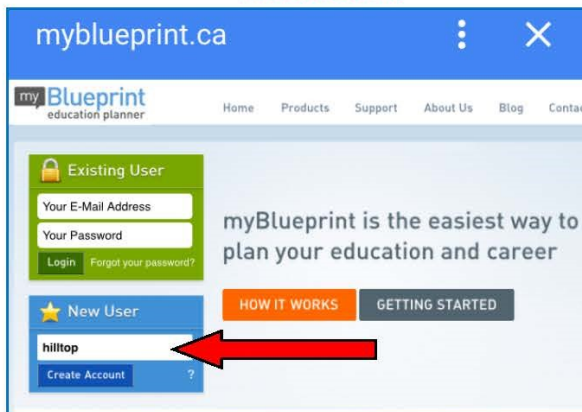 myblueprint.ca
my Blueprint
education planner
Home Products Support About Us Blog Contac
Existing User
Your E-Mail Address
Your Password
Login Forgot your password?
New User
hilltop
Create Account ?
myBlueprint is the easiest way to
plan your education and career
HOW IT WORKS GETTING STARTED